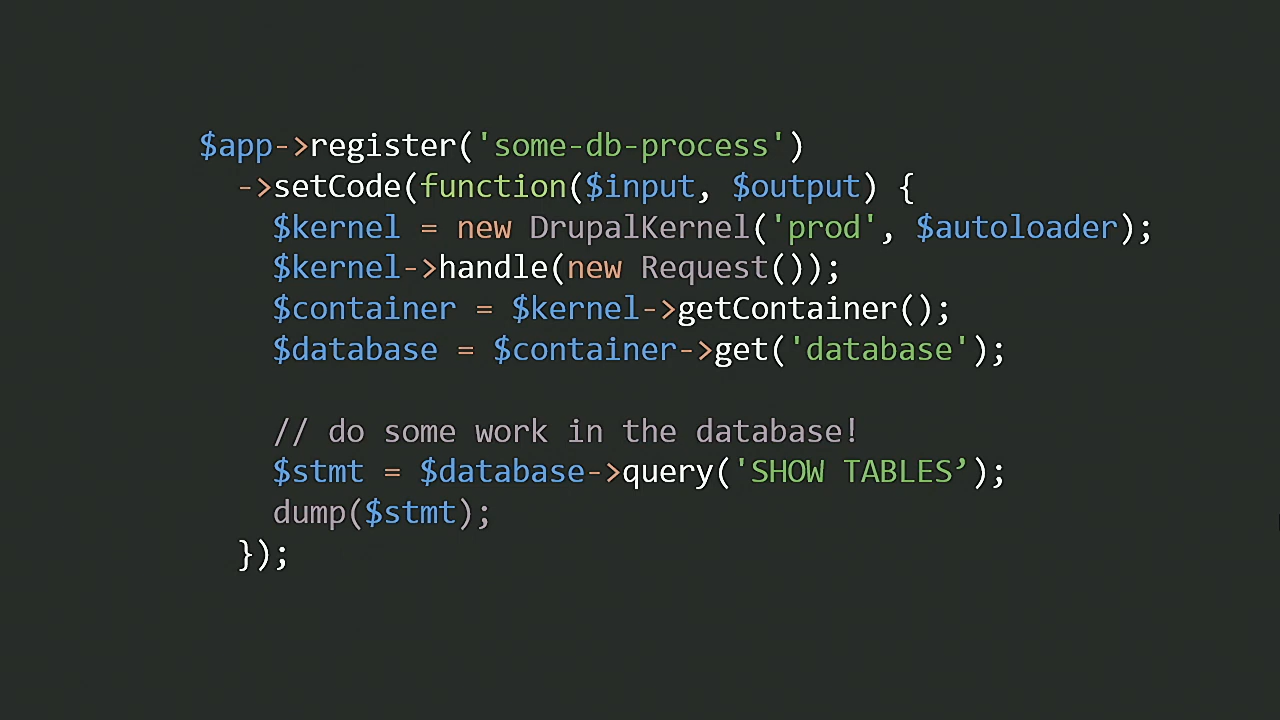 $app->register('some-db-process')
->setCode(function($input, $output) {
$kernel = new DrupalKernel('prod', $autoloader);
$kernel->handle(new Request());
$container = $kernel->getContainer();
$database = $container->get('database');
// do some work in the database!
$stmt = $database->query('SHOW TABLES’);
dump($stmt);
});